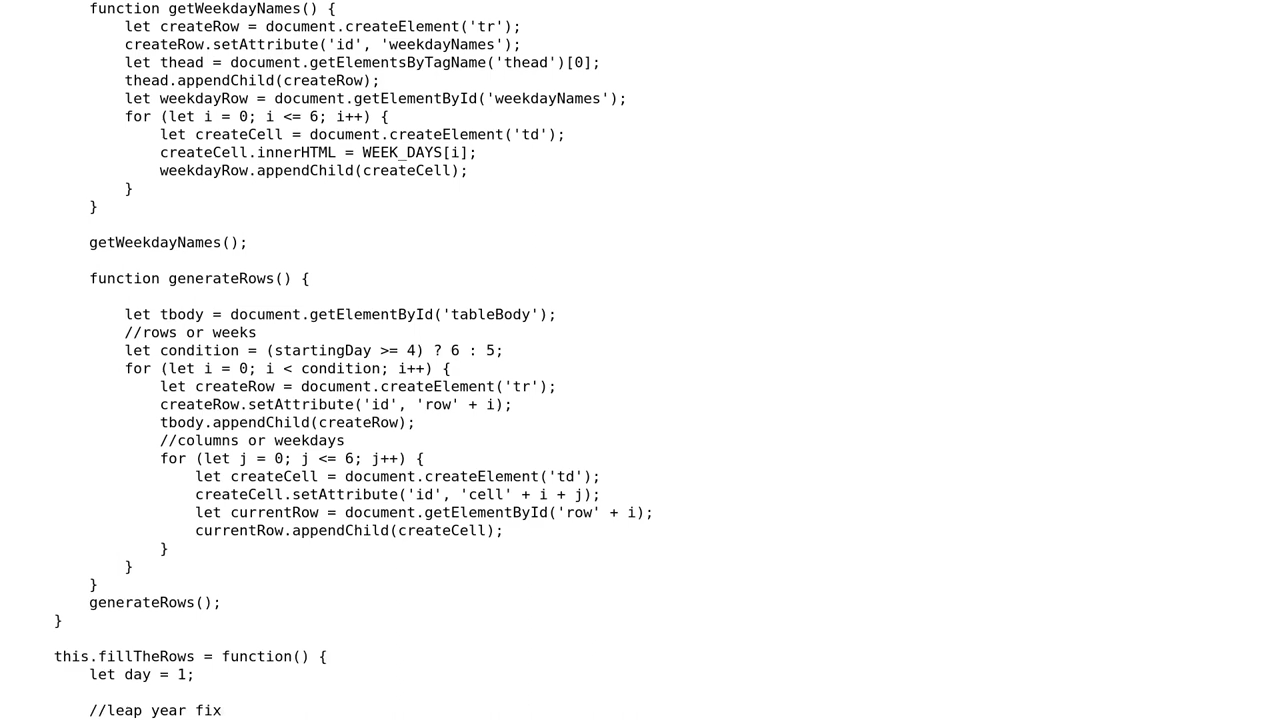 function getWeekdayNames() {
let createRow = document.createElement('tr');
createRow.setAttribute('id', 'weekdayNames');
let thead = document.getElementsByTagName('thead')[0];
thead.appendChild(createRow);
let weekdayRow = document.getElementById('weekdayNames');
for (let i = 0; i <= 6; i++) {
let createCell = document.createElement('td');
createCell.innerHTML = WEEK_DAYS[i];
weekdayRow.appendChild(createCell);
}
}
getWeekdayNames();
function generateRows() {
let tbody = document.getElementById('tableBody');
//rows or weeks
let condition = (startingDay >= 4) ? 6 : 5;
for (let i = 0; i < condition; i++) {
let createRow = document.createElement('tr');
createRow.setAttribute('id', 'row' + i);
tbody.appendChild(createRow);
//columns or weekdays
for (let j = 0; j <= 6; j++) {
let createCell = document.createElement('td');
createCell.setAttribute('id', 'cell' + i + j);
let currentRow = document.getElementById('row' + i);
currentRow.appendChild(createCell);
}
}
}
generateRows();
}
this.fillTheRows = function() {
let day = 1;
//leap year fix